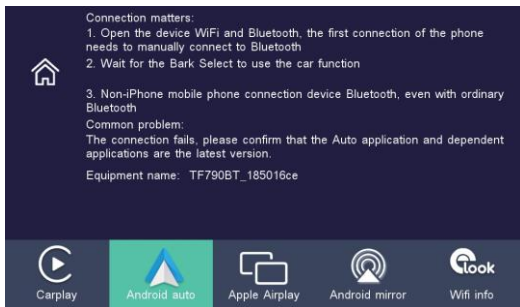 Connection matters:
1. Open the device WiFi and Bluetooth, the first connection of the phone
needs to manually connect to Bluetooth
2. Wait for the Bark Select to use the car function
3. Non-iPhone mobile phone connection device Bluetooth, even with ordinary
Bluetooth
Common problem:
The connection fails, please confirm that the Auto application and dependent
applications are the latest version.
Equipment name: TF790BT_185016ce
look
Carplay
Android auto
Apple Airplay
Android mirror
Wifi info